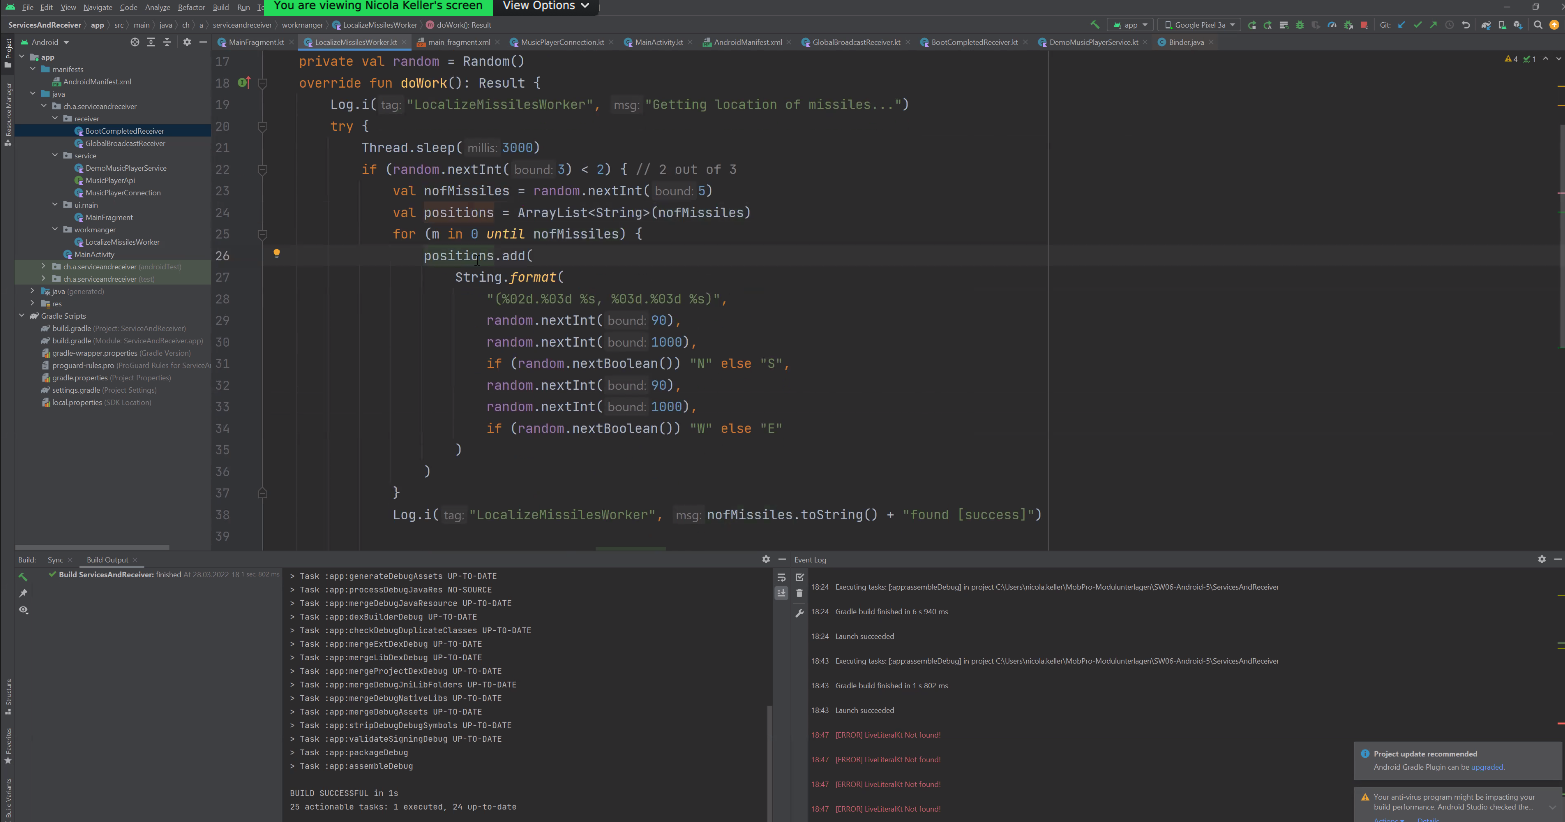 You are viewing Nicola Keller's screen View Options
File Edit View Navigate Code Analyze Refactor Build Run
ServicesAndReceiver app src main java ch a serviceandreceiver workmanger LocalizeMissilesWorker doWork(): Result
app Google Pixel 3a Git:
Android
MainFragment.kt LocalizeMissilesWorker.kt main_fragment.xml MusicPlayerConnection.kt MainActivity.kt AndroidManifest.xml GlobalBroadcastReceiver.kt BootCompletedReceiver.kt DemoMusicPlayerService.kt Binder.java
Project
Resource Manager
Structure
Favorites
Build Variants
app
manifests
AndroidManifest.xml
java
ch.a.serviceandreceiver
receiver
BootCompletedReceiver
GlobalBroadcastReceiver
service
DemoMusicPlayerService
MusicPlayerApi
MusicPlayerConnection
ui.main
MainFragment
workmanger
LocalizeMissilesWorker
MainActivity
ch.a.serviceandreceiver (androidTest)
ch.a.serviceandreceiver (test)
java (generated)
res
Gradle Scripts
build.gradle (Project: ServiceAndReceiver)
build.gradle (Module: ServiceAndReceiver.app)
gradle-wrapper.properties (Gradle Version)
proguard-rules.pro (ProGuard Rules for ServiceAn
gradle.properties (Project Properties)
settings.gradle (Project Settings)
local.properties (SDK Location)
4 1
17 private val random = Random()
18 override fun doWork(): Result {
19 Log.i( tag: "LocalizeMissilesWorker", msg: "Getting location of missiles...")
20 try {
21 Thread.sleep( millis: 3000)
22 if (random.nextInt( bound: 3) < 2) { // 2 out of 3
23 val nofMissiles = random.nextInt( bound: 5)
24 val positions = ArrayList<String>(nofMissiles)
25 for (m in 0 until nofMissiles) {
26 positions.add(
27 String.format(
28 "(%02d.%03d %s, %03d.%03d %s)",
29 random.nextInt( bound: 90),
30 random.nextInt( bound: 1000),
31 if (random.nextBoolean()) "N" else "S",
32 random.nextInt( bound: 90),
33 random.nextInt( bound: 1000),
34 if (random.nextBoolean()) "W" else "E"
35 )
36 )
37 }
38 Log.i( tag: "LocalizeMissilesWorker", msg: nofMissiles.toString() + "found [success]")
39
Build: Sync Build Output
Build ServicesAndReceiver: finished At 28.03.2022 18
> Task :app:generateDebugAssets UP-TO-DATE
> Task :app:processDebugJavaRes NO-SOURCE
> Task :app:mergeDebugJavaResource UP-TO-DATE
> Task :app:dexBuilderDebug UP-TO-DATE
> Task :app:checkDebugDuplicateClasses UP-TO-DATE
> Task :app:mergeExtDexDebug UP-TO-DATE
> Task :app:mergeLibDexDebug UP-TO-DATE
> Task :app:mergeProjectDexDebug UP-TO-DATE
> Task :app:mergeDebugJniLibFolders UP-TO-DATE
> Task :app:mergeDebugNativeLibs UP-TO-DATE
> Task :app:mergeDebugAssets UP-TO-DATE
> Task :app:stripDebugDebugSymbols UP-TO-DATE
> Task :app:validateSigningDebug UP-TO-DATE
> Task :app:packageDebug
> Task :app:assembleDebug
BUILD SUCCESSFUL in 1s
25 actionable tasks: 1 executed, 24 up-to-date
Event Log
18:24 Executing tasks: [:app:assembleDebug] in project C:\Users\nicola.keller\MobPro-Modulunterlagen\SW06-Android-5\ServicesAndReceiver
18:24 Gradle build finished in 6 s 940 ms
18:24 Launch succeeded
18:43 Executing tasks: [:app:assembleDebug] in project C:\Users\nicola.keller\MobPro-Modulunterlagen\SW06-Android-5\ServicesAndReceiver
18:43 Gradle build finished in 1 s 802 ms
18:43 Launch succeeded
18:47 [ERROR] LiveLiteralKt Not found!
18:47 [ERROR] LiveLiteralKt Not found!
18:47 [ERROR] LiveLiteralKt Not found!
18:47 [ERROR] LiveLiteralKt Not found!
Project update recommended
Android Gradle Plugin can be upgraded.
Your anti-virus program might be impacting your
build performance. Android Studio checked the...